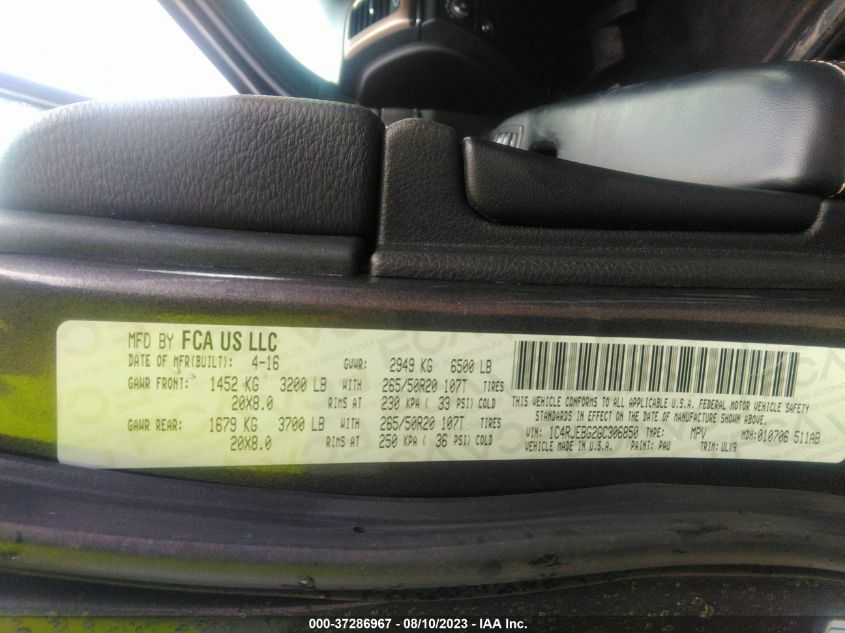 MFD BY FCA US LLC
DATE OF MFR(BUILT): 4-16 GVWR: 2949 KG 6500 LB
GAWR FRONT: 1452 KG 3200 LB WITH 265/50R20 107T TIRES
20X8.0 RIMS AT 230 KPA ( 33 PSI) COLD
GAWR REAR: 1679 KG 3700 LB WITH 265/50R20 107T TIRES
20X8.0 RIMS AT 250 KPA ( 36 PSI) COLD
THIS VEHICLE CONFORMS TO ALL APPLICABLE U.S.A. FEDERAL MOTOR VEHICLE SAFETY
STANDARDS IN EFFECT ON THE DATE OF MANUFACTURE SHOWN ABOVE.
VIN: 1C4RJEBG2GC306850 TYPE: MPV MDH: 010706 511AB
VEHICLE MADE IN U.S.A. PAINT: PAU TRIM: ULX9
000-37286967 - 08/10/2023 - IAA Inc.